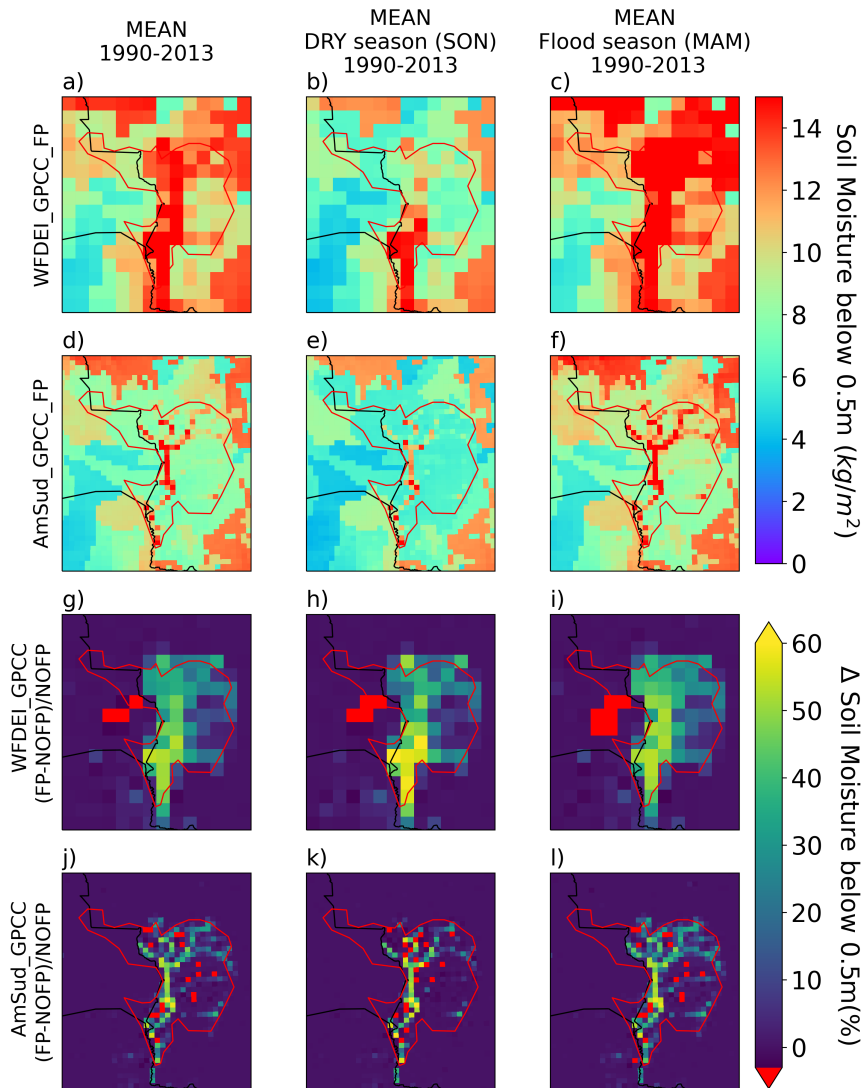 MEAN
1990-2013
MEAN
DRY season (SON)
1990-2013
MEAN
Flood season (MAM)
1990-2013
a)
b)
c)
WFDEI_GPCC_FP
d)
e)
f)
AmSud_GPCC_FP
14
12
10
8
6
4
2
0
Soil Moisture below 0.5m (kg/m²)
g)
h)
i)
WFDEI_GPCC
(FP-NOFP)/NOFP
j)
k)
l)
AmSud_GPCC
(FP-NOFP)/NOFP
60
50
40
30
20
10
0
Δ Soil Moisture below 0.5m(%)